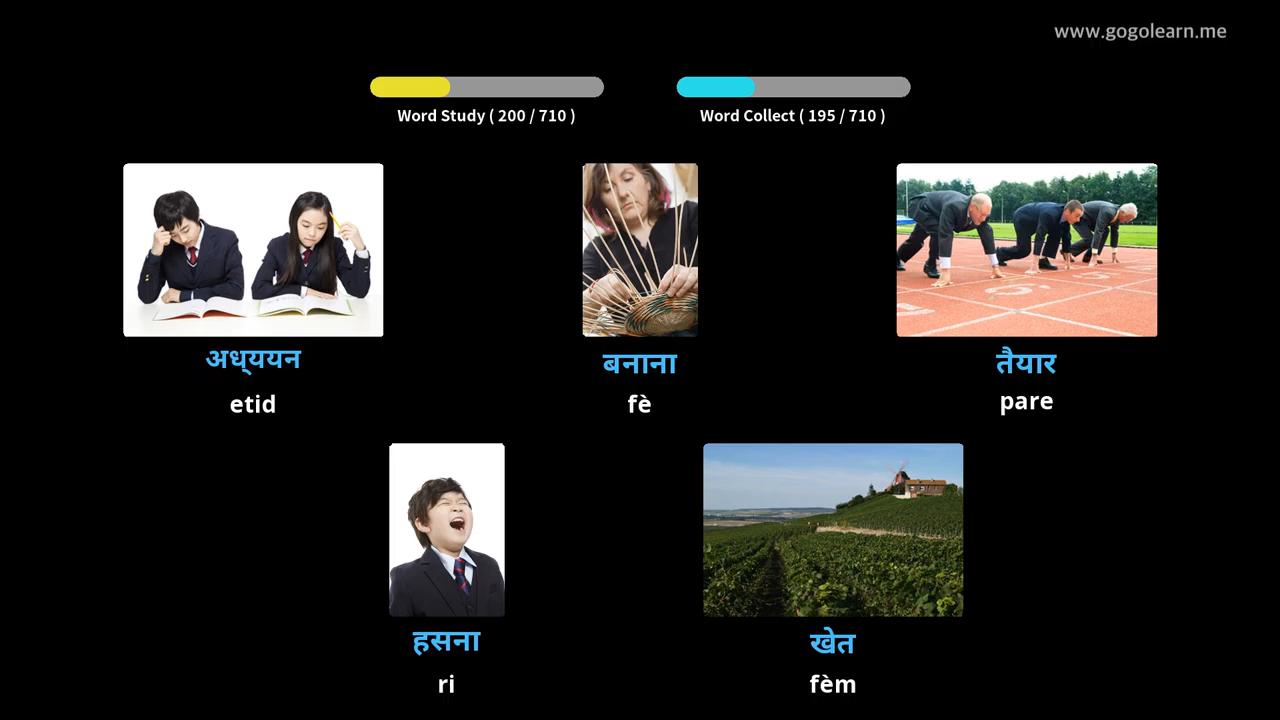 www.gogolearn.me
Word Study ( 200 / 710 )
Word Collect ( 195 / 710 )
अध्ययन
etid
बनाना
fè
तैयार
pare
हसना
ri
खेत
fèm